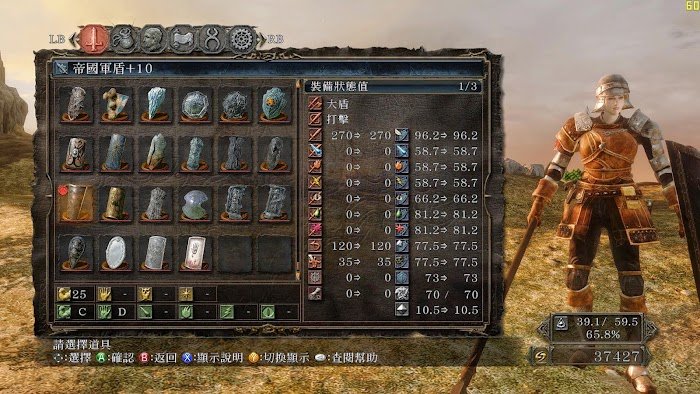 60
LB RB
帝國軍盾+10
裝備狀態值 1/3
大盾
打擊
270⇒ 270 96.2⇒ 96.2
0⇒ 0 58.7⇒ 58.7
0⇒ 0 58.7⇒ 58.7
0⇒ 0 58.7⇒ 58.7
0⇒ 0 66.2⇒ 66.2
0⇒ 0 81.2⇒ 81.2
0⇒ 0 81.2⇒ 81.2
120⇒ 120 77.5⇒ 77.5
35⇒ 35 77.5⇒ 77.5
0⇒ 0 73⇒ 73
0⇒ 0 70 / 70
10.5⇒ 10.5
25 - - -
C D - - - -
39.1/ 59.5
65.8%
37427
請選擇道具
:選擇 A:確認 B:返回 X:顯示說明 Y:切換顯示 :查閱幫助